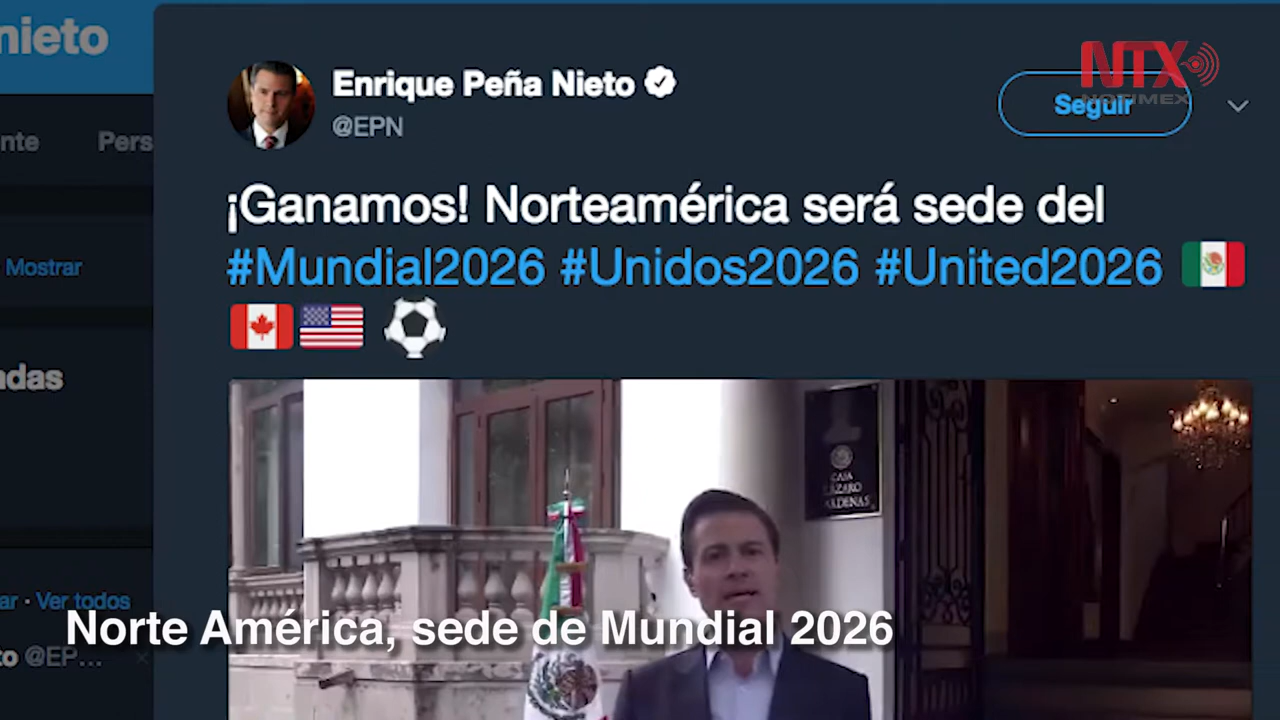 nieto
NTX
NOTIMEX
Enrique Peña Nieto
@EPN
Seguir
nte
Pers
¡Ganamos! Norteamérica será sede del
#Mundial2026 #Unidos2026 #United2026
Mostrar
adas
CASA
LÁZARO
CÁRDENAS
ar · Ver todos
Norte América, sede de Mundial 2026
to @EP...